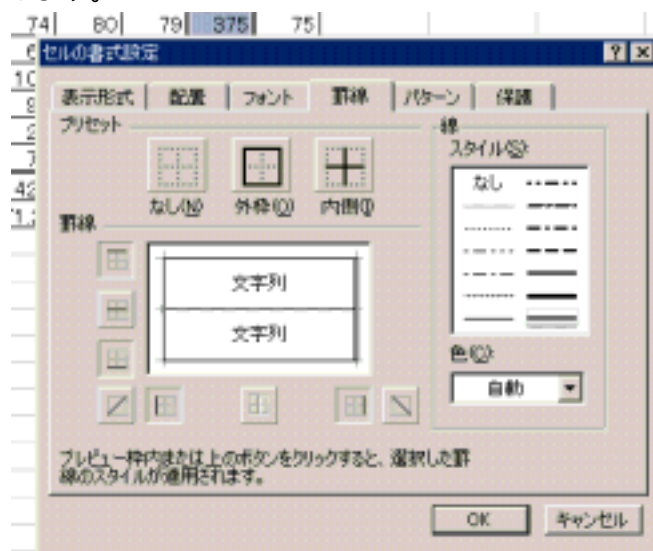 74 80 79 375 75
セルの書式設定
表示形式 配置 フォント 罫線 パターン 保護
プリセット
なし(N) 外枠(O) 内側(I)
罫線
文字列
文字列
線
スタイル(S):
なし
色(C):
自動
プレビュー枠内または上のボタンをクリックすると、選択した罫
線のスタイルが適用されます。
OK キャンセル